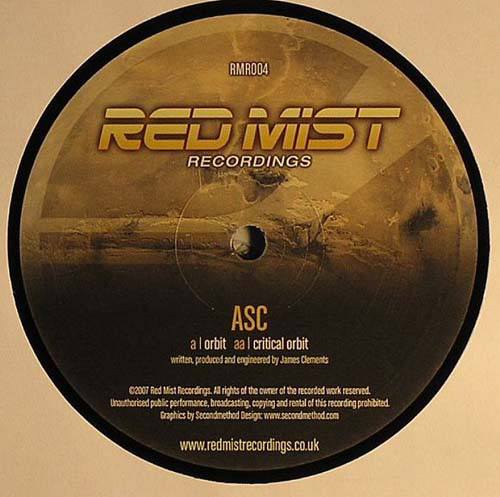 RMR004
RED MIST
RECORDINGS
ASC
a | orbit aa | critical orbit
written, produced and engineered by James Clements
©2007 Red Mist Recordings. All rights of the owner of the recorded work reserved.
Unauthorised public performance, broadcasting, copying and rental of this recording prohibited.
Graphics by Secondmethod Design: www.secondmethod.com
www.redmistrecordings.co.uk